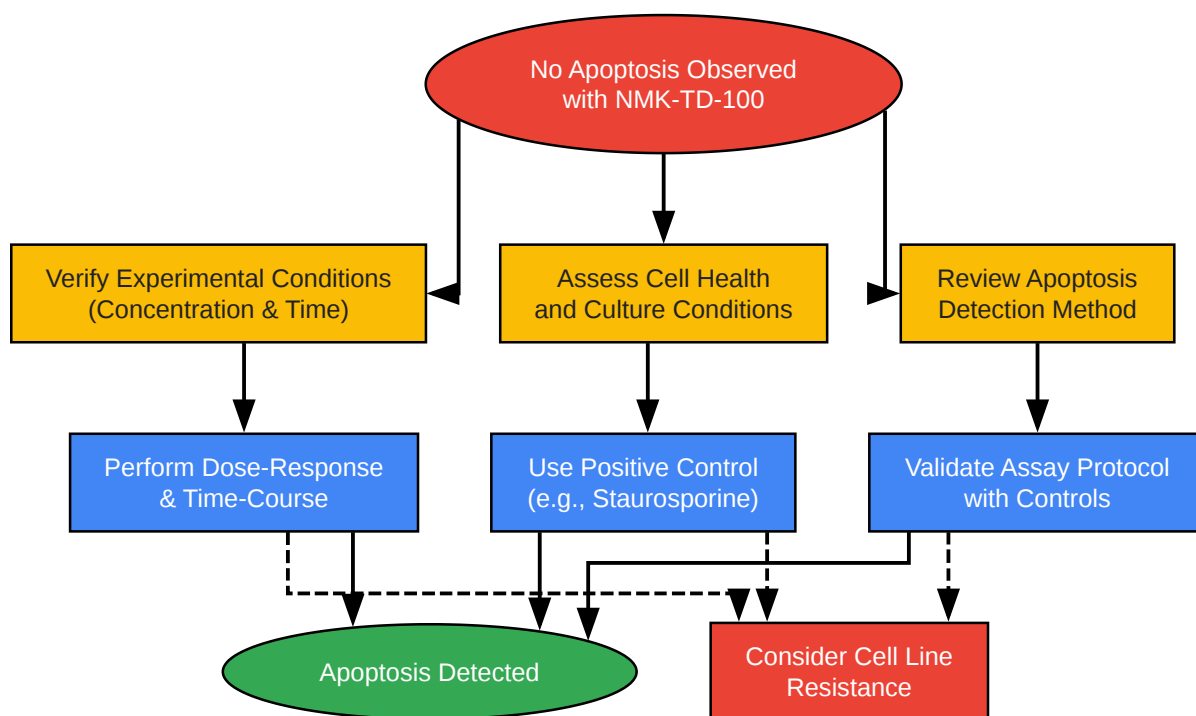 No Apoptosis Observed
with NMK-TD-100
Verify Experimental Conditions
(Concentration & Time)
Assess Cell Health
and Culture Conditions
Review Apoptosis
Detection Method
Perform Dose-Response
& Time-Course
Use Positive Control
(e.g., Staurosporine)
Validate Assay Protocol
with Controls
Apoptosis Detected
Consider Cell Line
Resistance